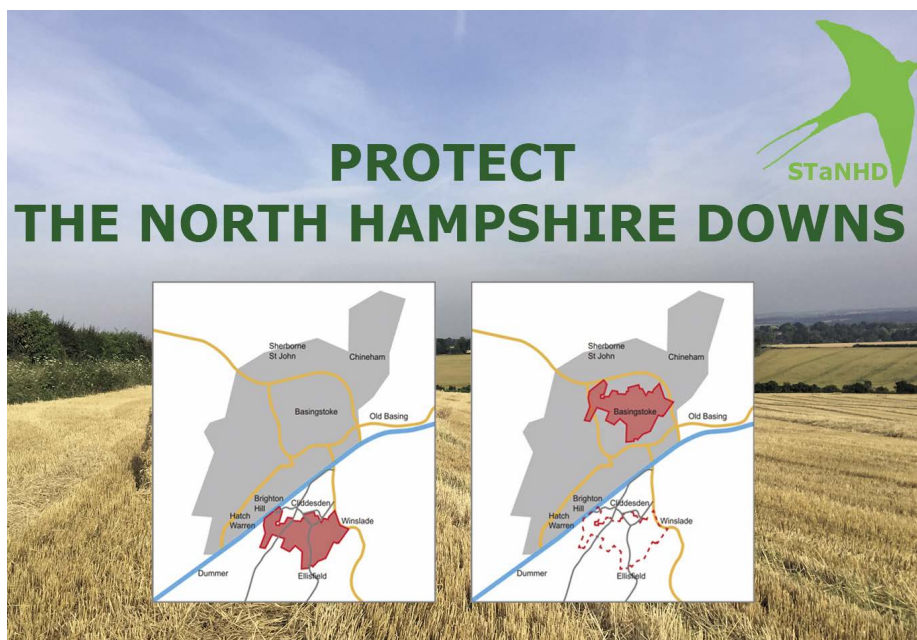 PROTECT
THE NORTH HAMPSHIRE DOWNS
STaNHD
Sherborne
St John
Chineham
Basingstoke
Old Basing
Brighton
Hill
Cliddesden
Hatch
Warren
Winslade
Dummer
Ellisfield
Sherborne
St John
Chineham
Basingstoke
Old Basing
Brighton
Hill
Cliddesden
Hatch
Warren
Winslade
Dummer
Ellisfield